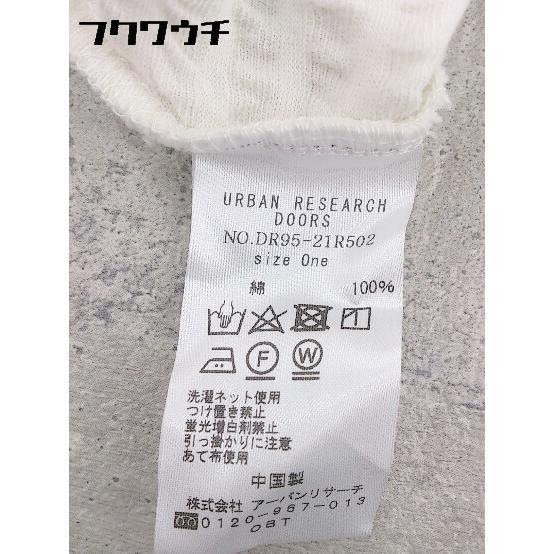 フクワウチ
URBAN RESEARCH
DOORS
NO.DR95-21R502
size One
綿 100%
F W
洗濯ネット使用
つけ置き禁止
蛍光増白剤禁止
引っ掛かりに注意
あて布使用
中国製
株式会社 アーバンリサーチ
0120-967-013
OBT